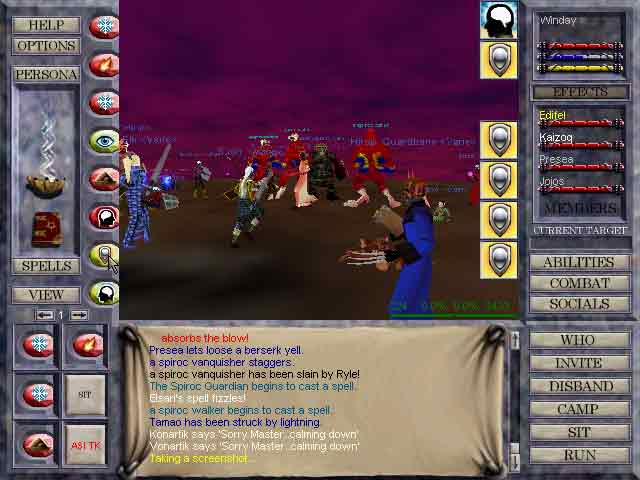 HELP
OPTIONS
PERSONA
SPELLS
VIEW
1
SIT
ASI TK
Guardian
absorbs the blow!
Presea lets loose a berserk yell.
a spiroc vanquisher staggers.
a spiroc vanquisher has been slain by Ryle!
The Spiroc Guardian begins to cast a spell.
Elsari's spell fizzles!
a spiroc walker begins to cast a spell.
Tamao has been struck by lightning.
Konartik says 'Sorry Master..calming down'
Vonartik says 'Sorry Master..calming down'
Taking a screenshot...
Winday
EFFECTS
Edifel
Kaizog
Presea
Jojos
MEMBERS
CURRENT TARGET
ABILITIES
COMBAT
SOCIALS
WHO
INVITE
DISBAND
CAMP
SIT
RUN